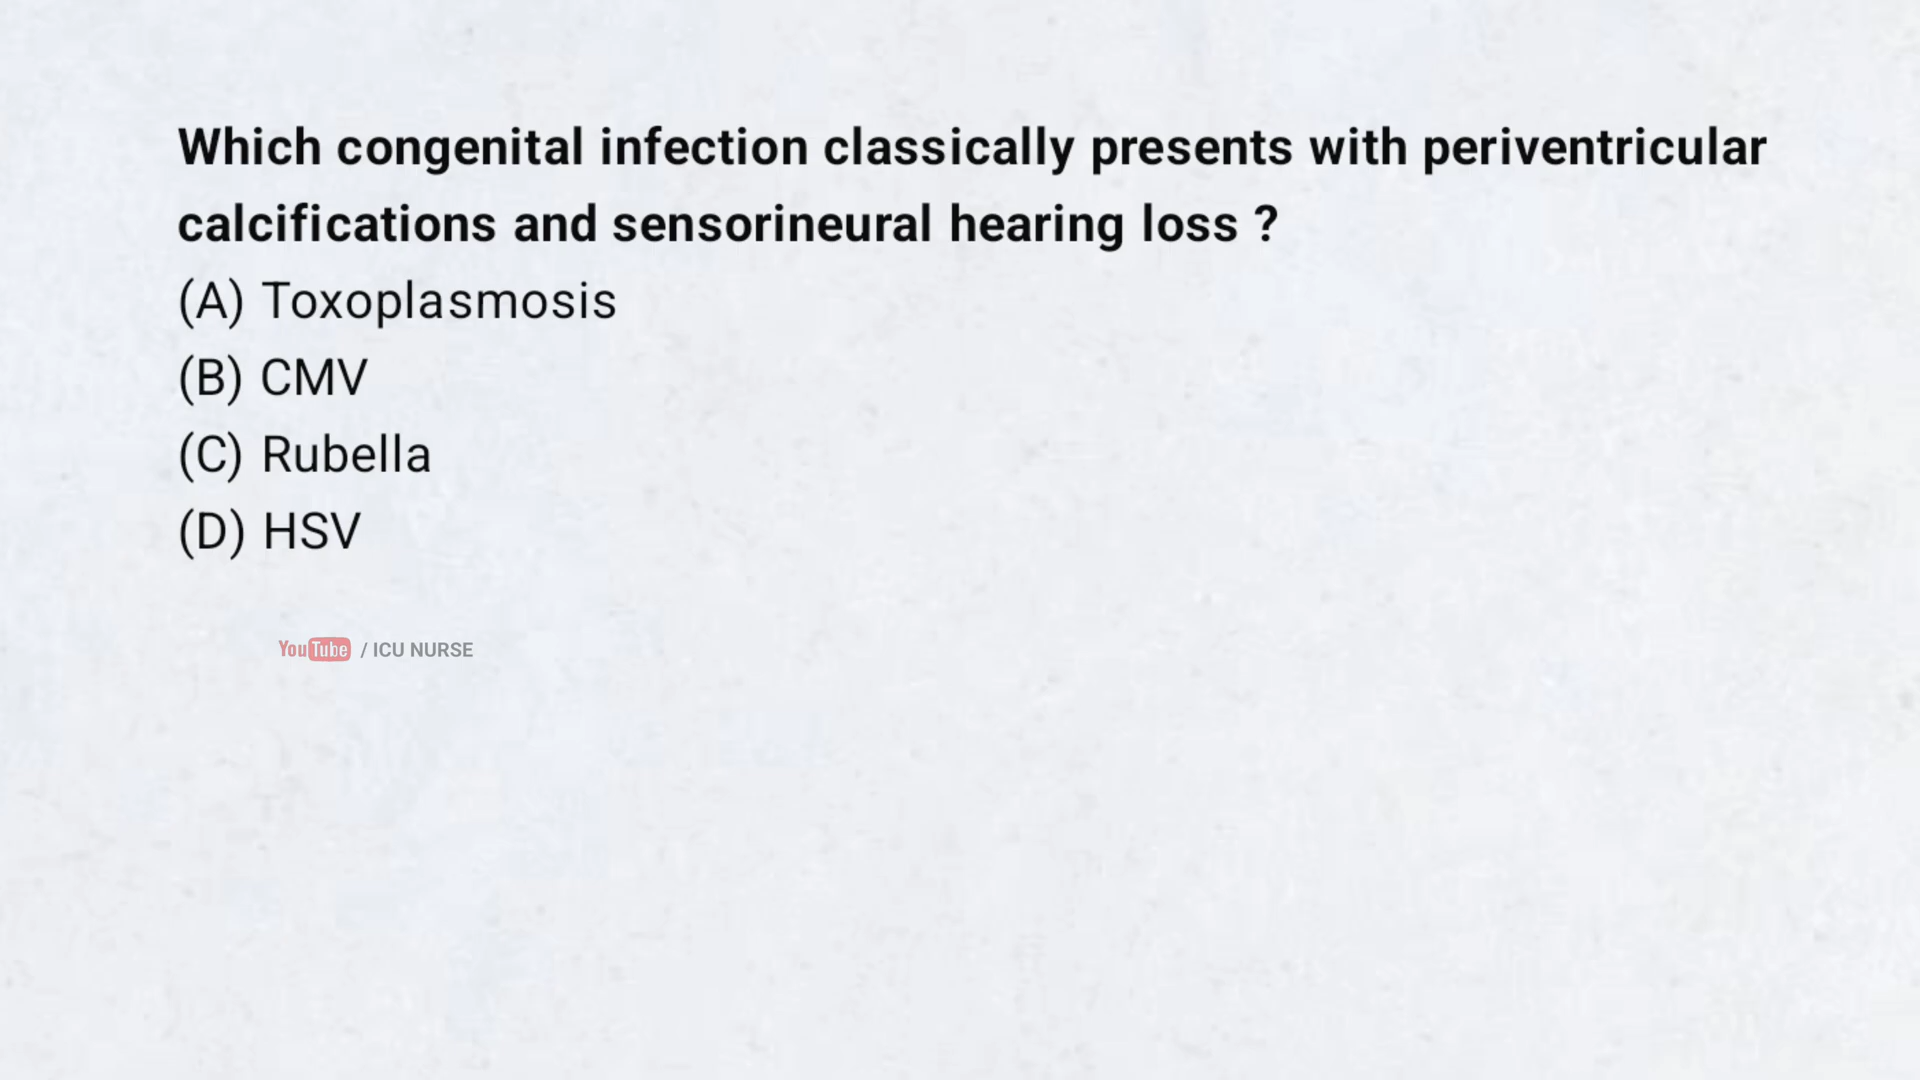 Which congenital infection classically presents with periventricular
calcifications and sensorineural hearing loss ?
(A) Toxoplasmosis
(B) CMV
(C) Rubella
(D) HSV
YouTube / ICU NURSE